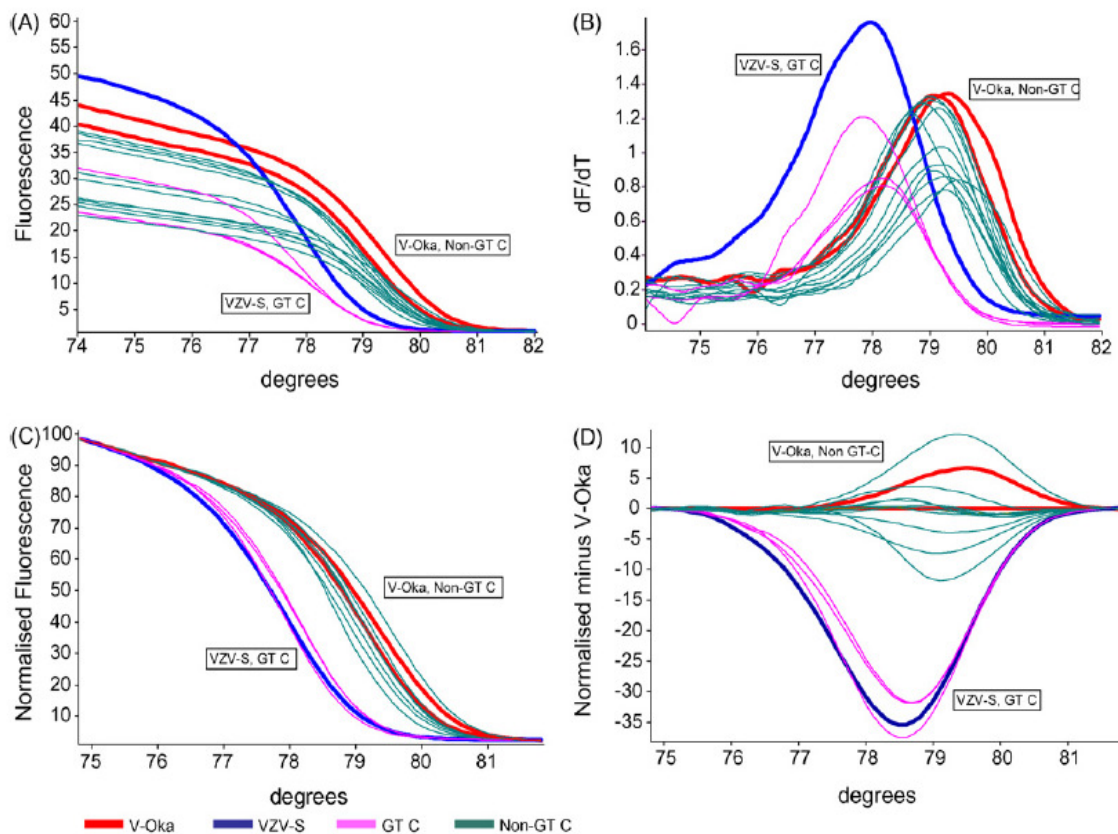 (A)
60
55
50
45
40
35
30
25
20
15
10
5
Fluorescence
V-Oka, Non-GT C
VZV-S, GT C
74 75 76 77 78 79 80 81 82
degrees
(B)
1.6
1.4
1.2
1.0
0.8
0.6
0.4
0.2
0
dF/dT
VZV-S, GT C
V-Oka, Non-GT C
75 76 77 78 79 80 81 82
degrees
(C)
100
90
80
70
60
50
40
30
20
10
Normalised Fluorescence
V-Oka, Non-GT C
VZV-S, GT C
75 76 77 78 79 80 81
degrees
(D)
10
5
0
-5
-10
-15
-20
-25
-30
-35
Normalised minus V-Oka
V-Oka, Non GT-C
VZV-S, GT C
75 76 77 78 79 80 81
degrees
V-Oka VZV-S GT C Non-GT C